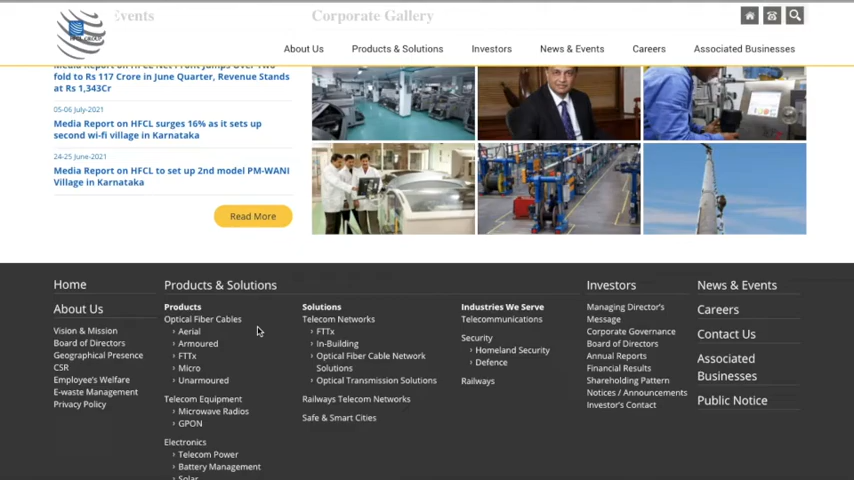 Events
Corporate Gallery
HFCL GROUP
About Us
Products & Solutions
Investors
News & Events
Careers
Associated Businesses
Media Report on HFCL Net Profit Jumps Over Two
fold to Rs 117 Crore in June Quarter, Revenue Stands
at Rs 1,343Cr
05-06 July-2021
Media Report on HFCL surges 16% as it sets up
second wi-fi village in Karnataka
24-25 June-2021
Media Report on HFCL to set up 2nd model PM-WANI
Village in Karnataka
Read More
Home
About Us
Vision & Mission
Board of Directors
Geographical Presence
CSR
Employee's Welfare
E-waste Management
Privacy Policy
Products & Solutions
Products
Optical Fiber Cables
› Aerial
› Armoured
› FTTx
› Micro
› Unarmoured
Telecom Equipment
› Microwave Radios
› GPON
Electronics
› Telecom Power
› Battery Management
› Solar
Solutions
Telecom Networks
› FTTx
› In-Building
› Optical Fiber Cable Network
Solutions
› Optical Transmission Solutions
Railways Telecom Networks
Safe & Smart Cities
Industries We Serve
Telecommunications
Security
› Homeland Security
› Defence
Railways
Investors
Managing Director's
Message
Corporate Governance
Board of Directors
Annual Reports
Financial Results
Shareholding Pattern
Notices / Announcements
Investor's Contact
News & Events
Careers
Contact Us
Associated
Businesses
Public Notice